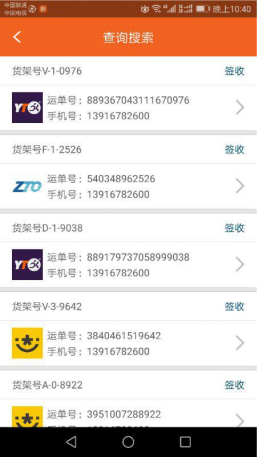 中国联通
中国电信
晚上10:40
查询搜索
货架号V-1-0976 签收
YTO
运单号：889367043111670976
手机号：13916782600
货架号F-1-2526 签收
ZTO
运单号：540348962526
手机号：13916782600
货架号D-1-9038 签收
YTO
运单号：889179737058999038
手机号：13916782600
货架号V-3-9642 签收
运单号：3840461519642
手机号：13916782600
货架号A-0-8922 签收
运单号：3951007288922